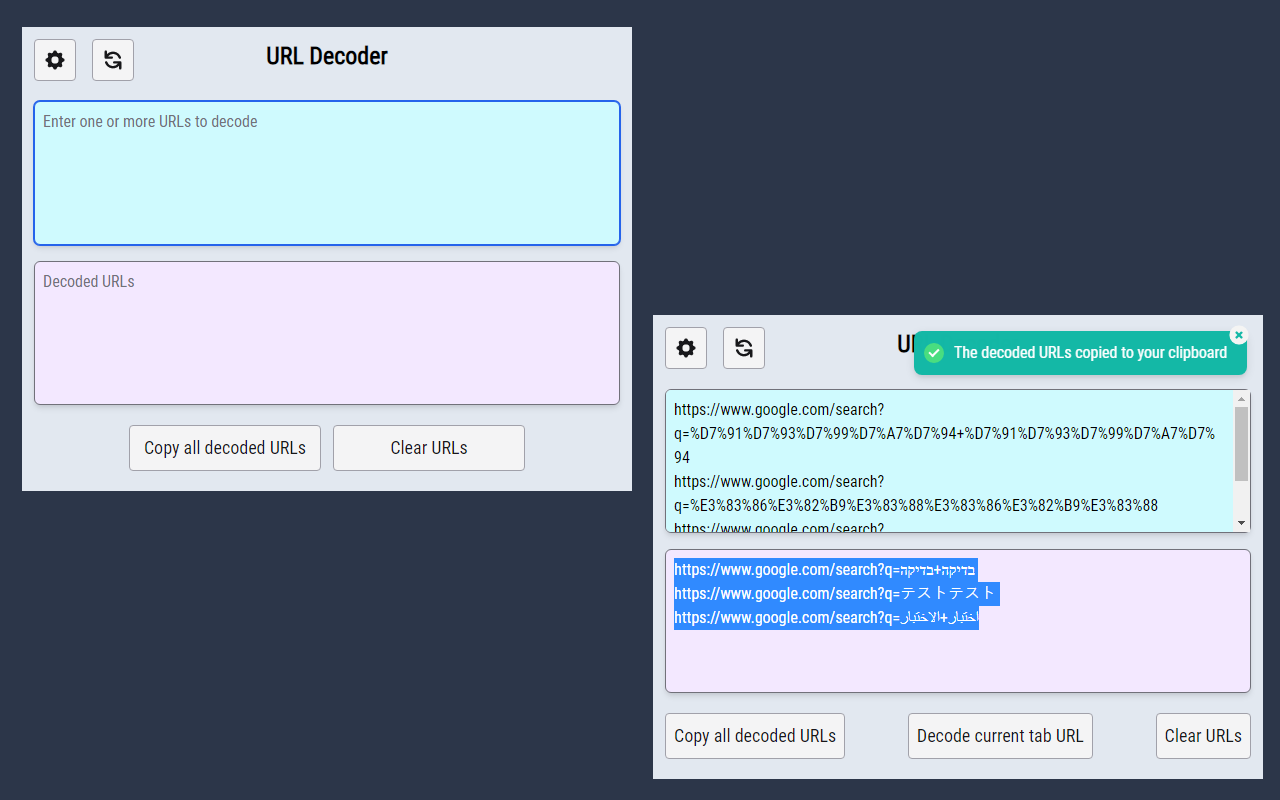 URL Decoder
Enter one or more URLs to decode
Decoded URLs
Copy all decoded URLs
Clear URLs
The decoded URLs copied to your clipboard
https://www.google.com/search?
q=%D7%91%D7%93%D7%99%D7%A7%D7%94+%D7%91%D7%93%D7%99%D7%A7%D7%
94
https://www.google.com/search?
q=%E3%83%86%E3%82%B9%E3%83%88%E3%83%86%E3%82%B9%E3%83%88
https://www.google.com/search?
https://www.google.com/search?q=בדיקה+בדיקה
https://www.google.com/search?q=テストテスト
https://www.google.com/search?q=اختبار+الاختبار
Copy all decoded URLs
Decode current tab URL
Clear URLs